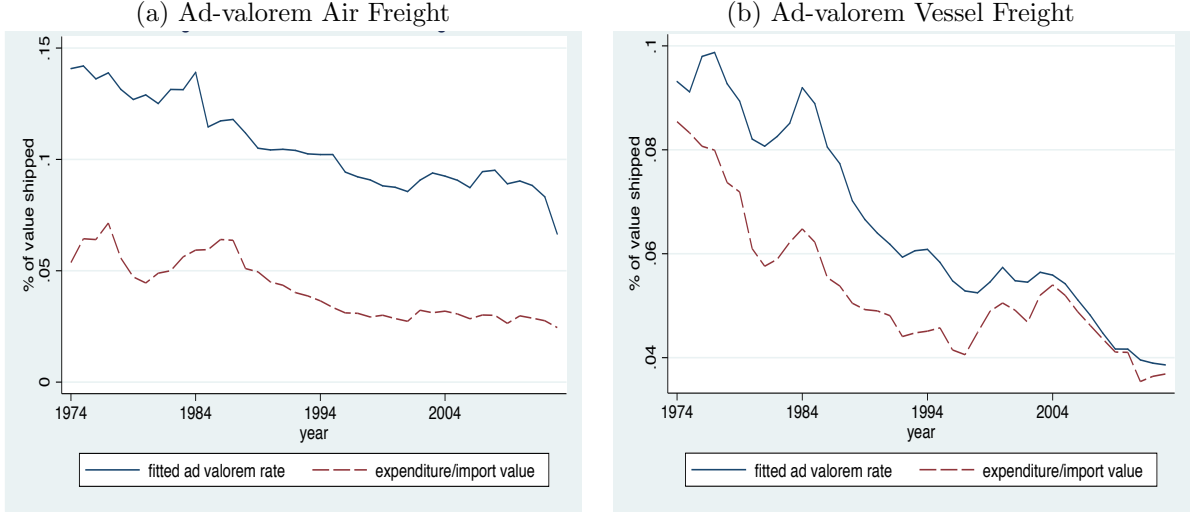 (a) Ad-valorem Air Freight
% of value shipped
.15
.1
.05
0
1974 1984 1994 2004
year
fitted ad valorem rate expenditure/import value
(b) Ad-valorem Vessel Freight
% of value shipped
.1
.08
.06
.04
1974 1984 1994 2004
year
fitted ad valorem rate expenditure/import value